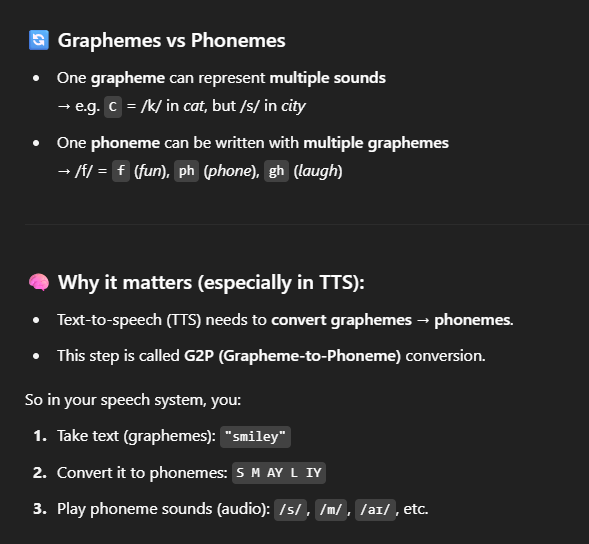 🔄 Graphemes vs Phonemes
• One grapheme can represent multiple sounds
→ e.g. C = /k/ in cat, but /s/ in city
• One phoneme can be written with multiple graphemes
→ /f/ = f (fun), ph (phone), gh (laugh)
🧠 Why it matters (especially in TTS):
• Text-to-speech (TTS) needs to convert graphemes → phonemes.
• This step is called G2P (Grapheme-to-Phoneme) conversion.
So in your speech system, you:
1. Take text (graphemes): "smiley"
2. Convert it to phonemes: S M AY L IY
3. Play phoneme sounds (audio): /s/, /m/, /aɪ/, etc.